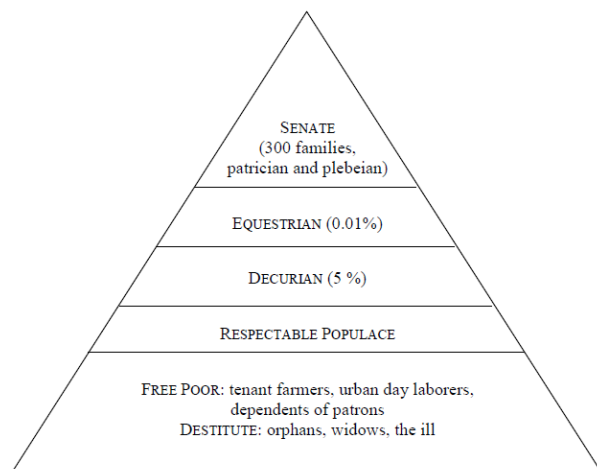 SENATE
(300 families,
patrician and plebeian)
EQUESTRIAN (0.01%)
DECURIAN (5 %)
RESPECTABLE POPULACE
FREE POOR: tenant farmers, urban day laborers,
dependents of patrons
DESTITUTE: orphans, widows, the ill